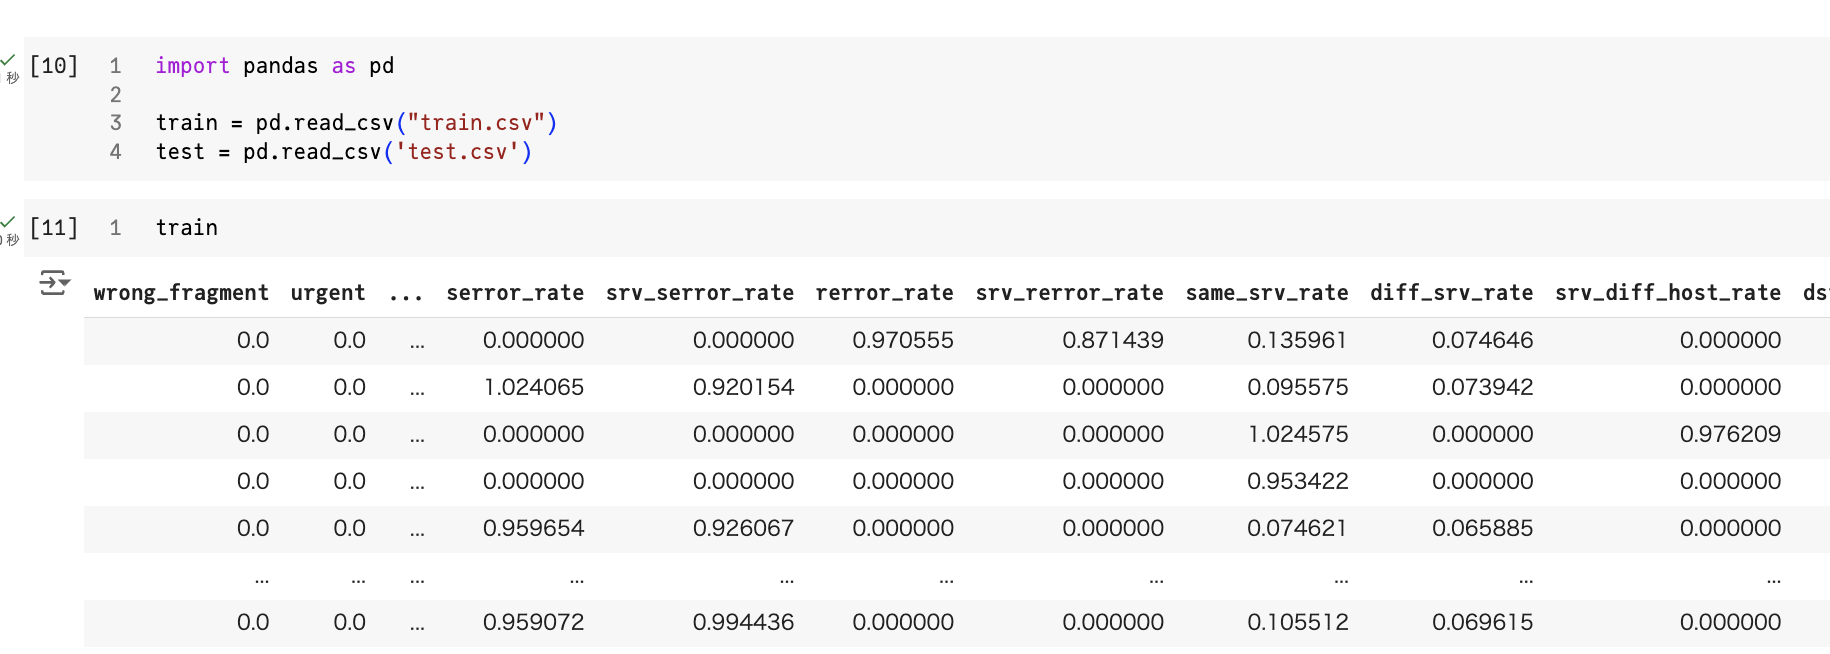 [10] 1 import pandas as pd
秒 2
3 train = pd.read_csv("train.csv")
4 test = pd.read_csv('test.csv')
[11] 1 train
秒
wrong_fragment urgent ... serror_rate srv_serror_rate rerror_rate srv_rerror_rate same_srv_rate diff_srv_rate srv_diff_host_rate
0.0 0.0 ... 0.000000 0.000000 0.970555 0.871439 0.135961 0.074646 0.000000
0.0 0.0 ... 1.024065 0.920154 0.000000 0.000000 0.095575 0.073942 0.000000
0.0 0.0 ... 0.000000 0.000000 0.000000 0.000000 1.024575 0.000000 0.976209
0.0 0.0 ... 0.000000 0.000000 0.000000 0.000000 0.953422 0.000000 0.000000
0.0 0.0 ... 0.959654 0.926067 0.000000 0.000000 0.074621 0.065885 0.000000
... ... ... ... ... ... ... ... ... ...
0.0 0.0 ... 0.959072 0.994436 0.000000 0.000000 0.105512 0.069615 0.000000